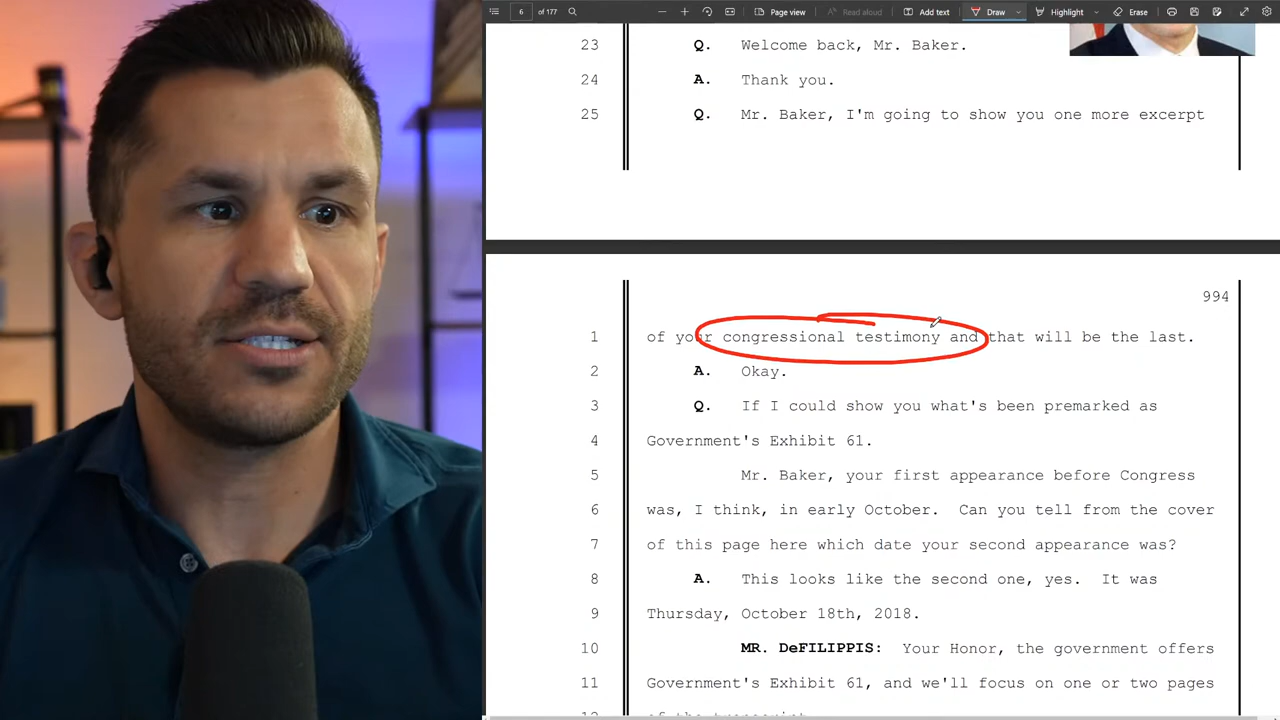 6 of 177 Page view Read aloud Add text Draw Highlight Erase
23 Q. Welcome back, Mr. Baker.
24 A. Thank you.
25 Q. Mr. Baker, I'm going to show you one more excerpt
994
1 of your congressional testimony and that will be the last.
2 A. Okay.
3 Q. If I could show you what's been premarked as
4 Government's Exhibit 61.
5 Mr. Baker, your first appearance before Congress
6 was, I think, in early October. Can you tell from the cover
7 of this page here which date your second appearance was?
8 A. This looks like the second one, yes. It was
9 Thursday, October 18th, 2018.
10 MR. DeFILIPPIS: Your Honor, the government offers
11 Government's Exhibit 61, and we'll focus on one or two pages
12 of the transcript.